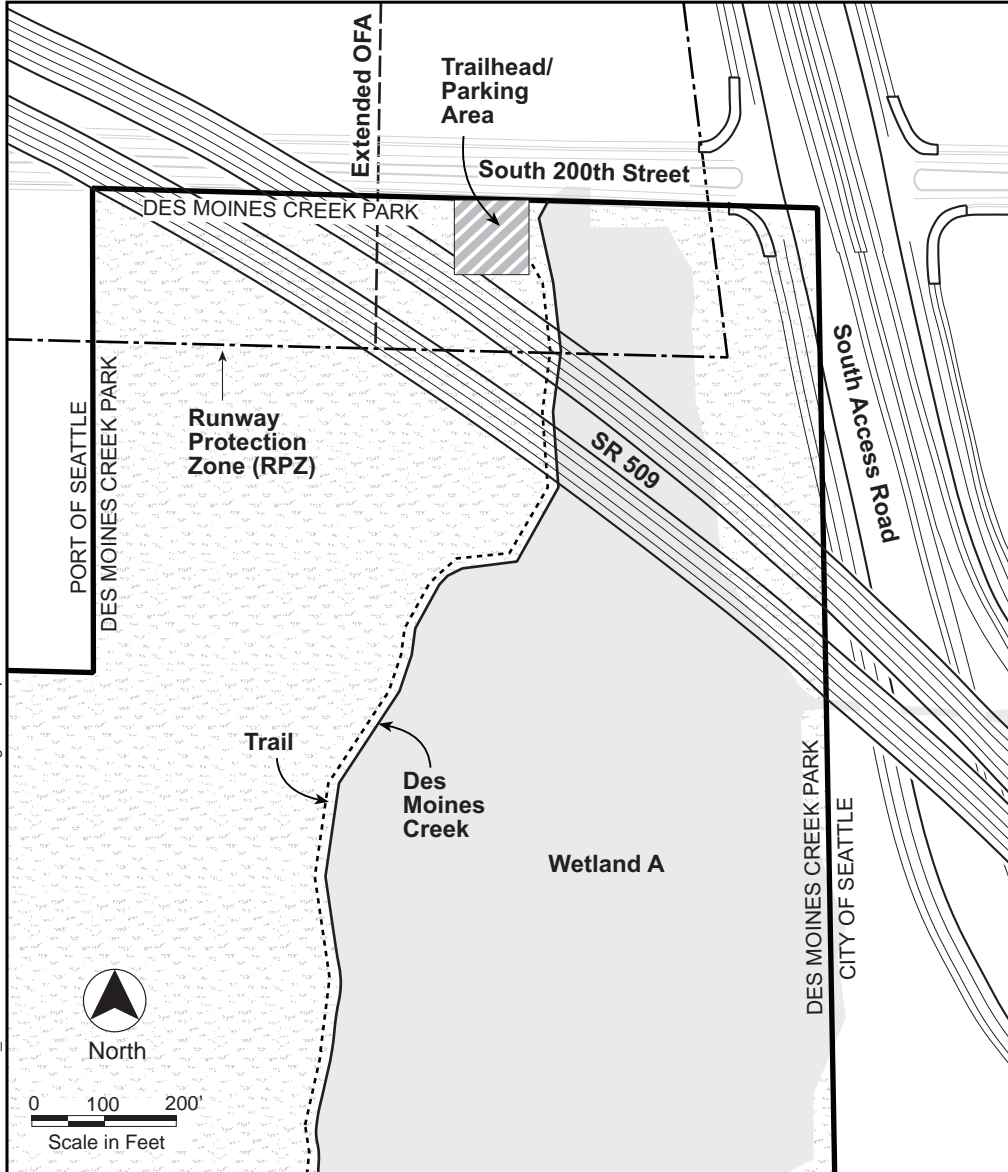 Extended OFA
Trailhead/
Parking
Area
South 200th Street
DES MOINES CREEK PARK
PORT OF SEATTLE
DES MOINES CREEK PARK
Runway
Protection
Zone (RPZ)
SR 509
South Access Road
Trail
Des
Moines
Creek
Wetland A
DES MOINES CREEK PARK
CITY OF SEATTLE
North
0 100 200'
Scale in Feet